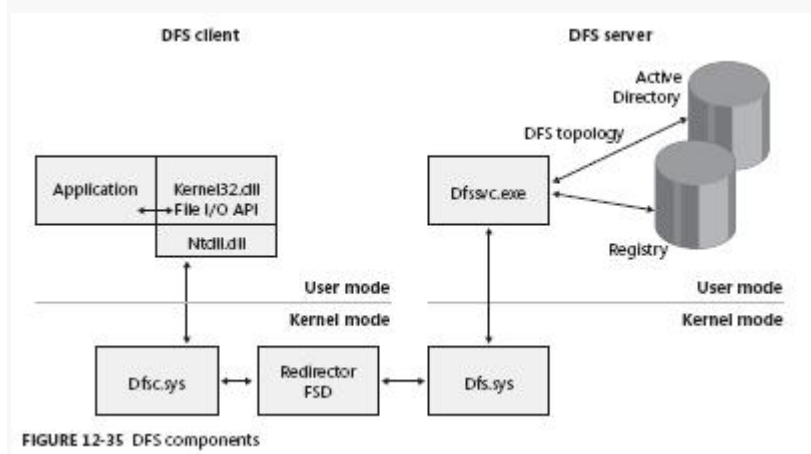 DFS client
DFS server
Active
Directory
DFS topology
Application
Kernel32.dll
File I/O API
Ntdll.dll
Dfssvc.exe
Registry
User mode
Kernel mode
User mode
Kernel mode
Dfsc.sys
Redirector
FSD
Dfs.sys
FIGURE 12-35 DFS components